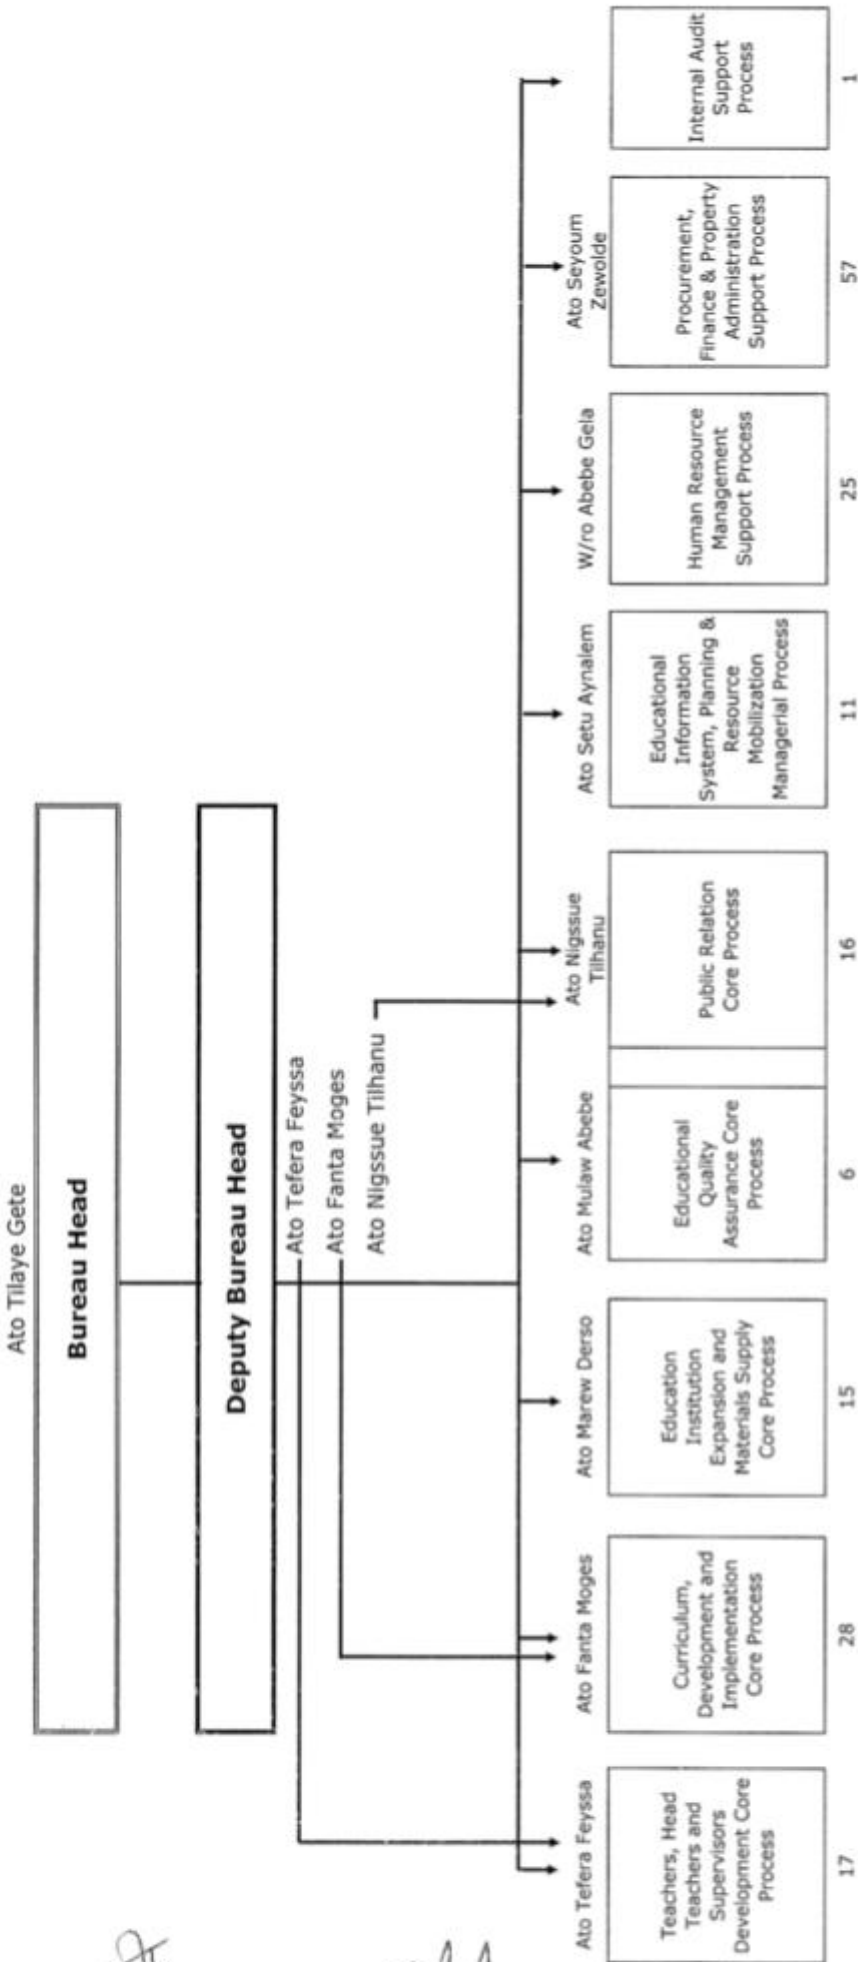 Ato Tilaye Gete
Bureau Head
Deputy Bureau Head
Ato Tefera Feyssa
Ato Fanta Moges
Ato Nigssue Tilhanu
Ato Tefera Feyssa
Teachers, Head
Teachers and
Supervisors
Development Core
Process
17
Ato Fanta Moges
Curriculum,
Development and
Implementation
Core Process
28
Ato Marew Derso
Education
Institution
Expansion and
Materials Supply
Core Process
15
Ato Mulaw Abebe
Educational
Quality
Assurance Core
Process
6
Ato Nigssue
Tilhanu
Public Relation
Core Process
16
Ato Setu Aynalem
Educational
Information
System, Planning &
Resource
Mobilization
Managerial Process
11
W/ro Abebe Gela
Human Resource
Management
Support Process
25
Ato Seyoum
Zewolde
Procurement,
Finance & Property
Administration
Support Process
57
Internal Audit
Support
Process
1